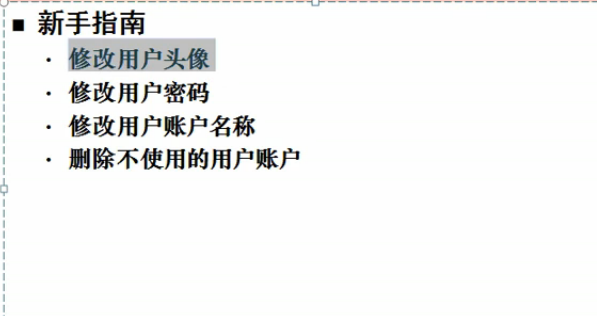 ■ 新手指南
· 修改用户头像
· 修改用户密码
· 修改用户账户名称
· 删除不使用的用户账户